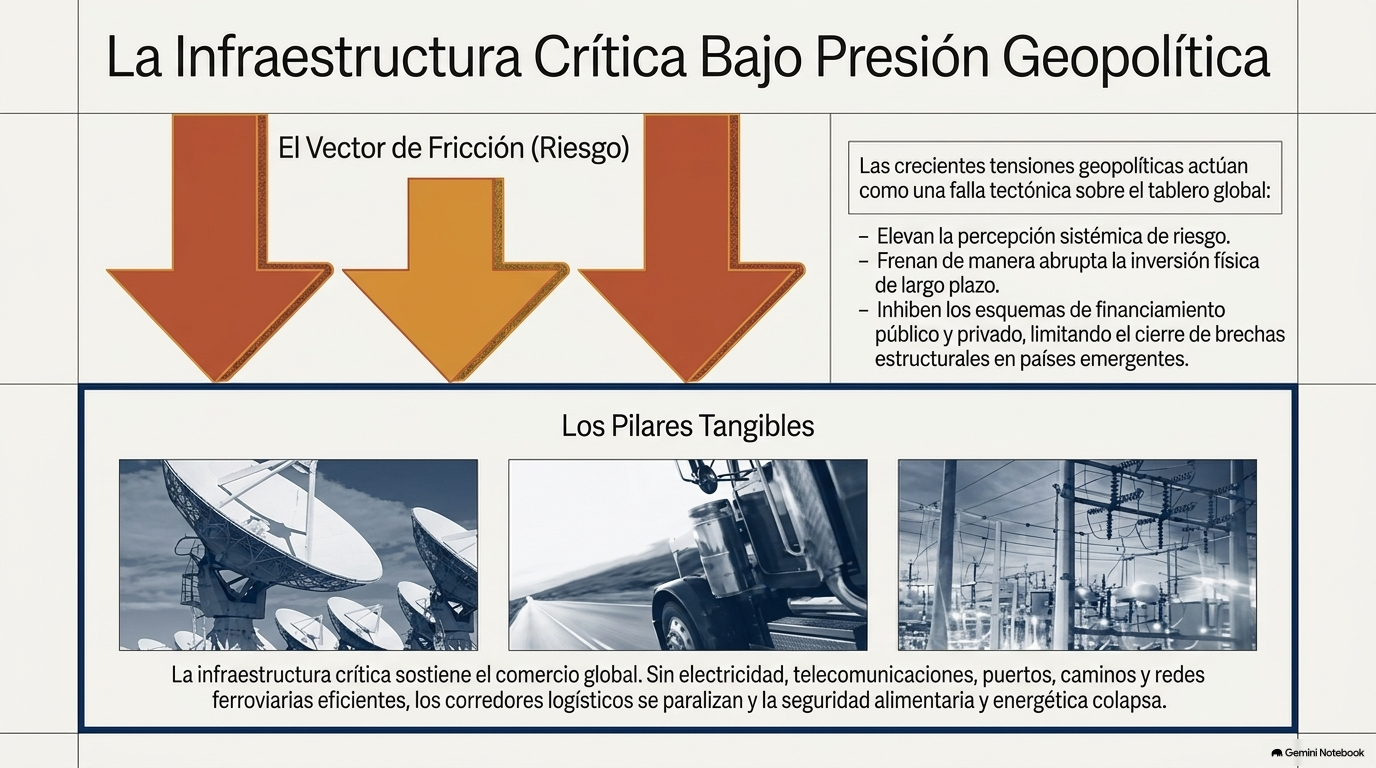 La Infraestructura Crítica Bajo Presión Geopolítica
El Vector de Fricción (Riesgo)
Las crecientes tensiones geopolíticas actúan
como una falla tectónica sobre el tablero global:
– Elevan la percepción sistémica de riesgo.
– Frenan de manera abrupta la inversión física
de largo plazo.
– Inhiben los esquemas de financiamiento
público y privado, limitando el cierre de brechas
estructurales en países emergentes.
Los Pilares Tangibles
La infraestructura crítica sostiene el comercio global. Sin electricidad, telecomunicaciones, puertos, caminos y redes
ferroviarias eficientes, los corredores logísticos se paralizan y la seguridad alimentaria y energética colapsa.
Gemini Notebook